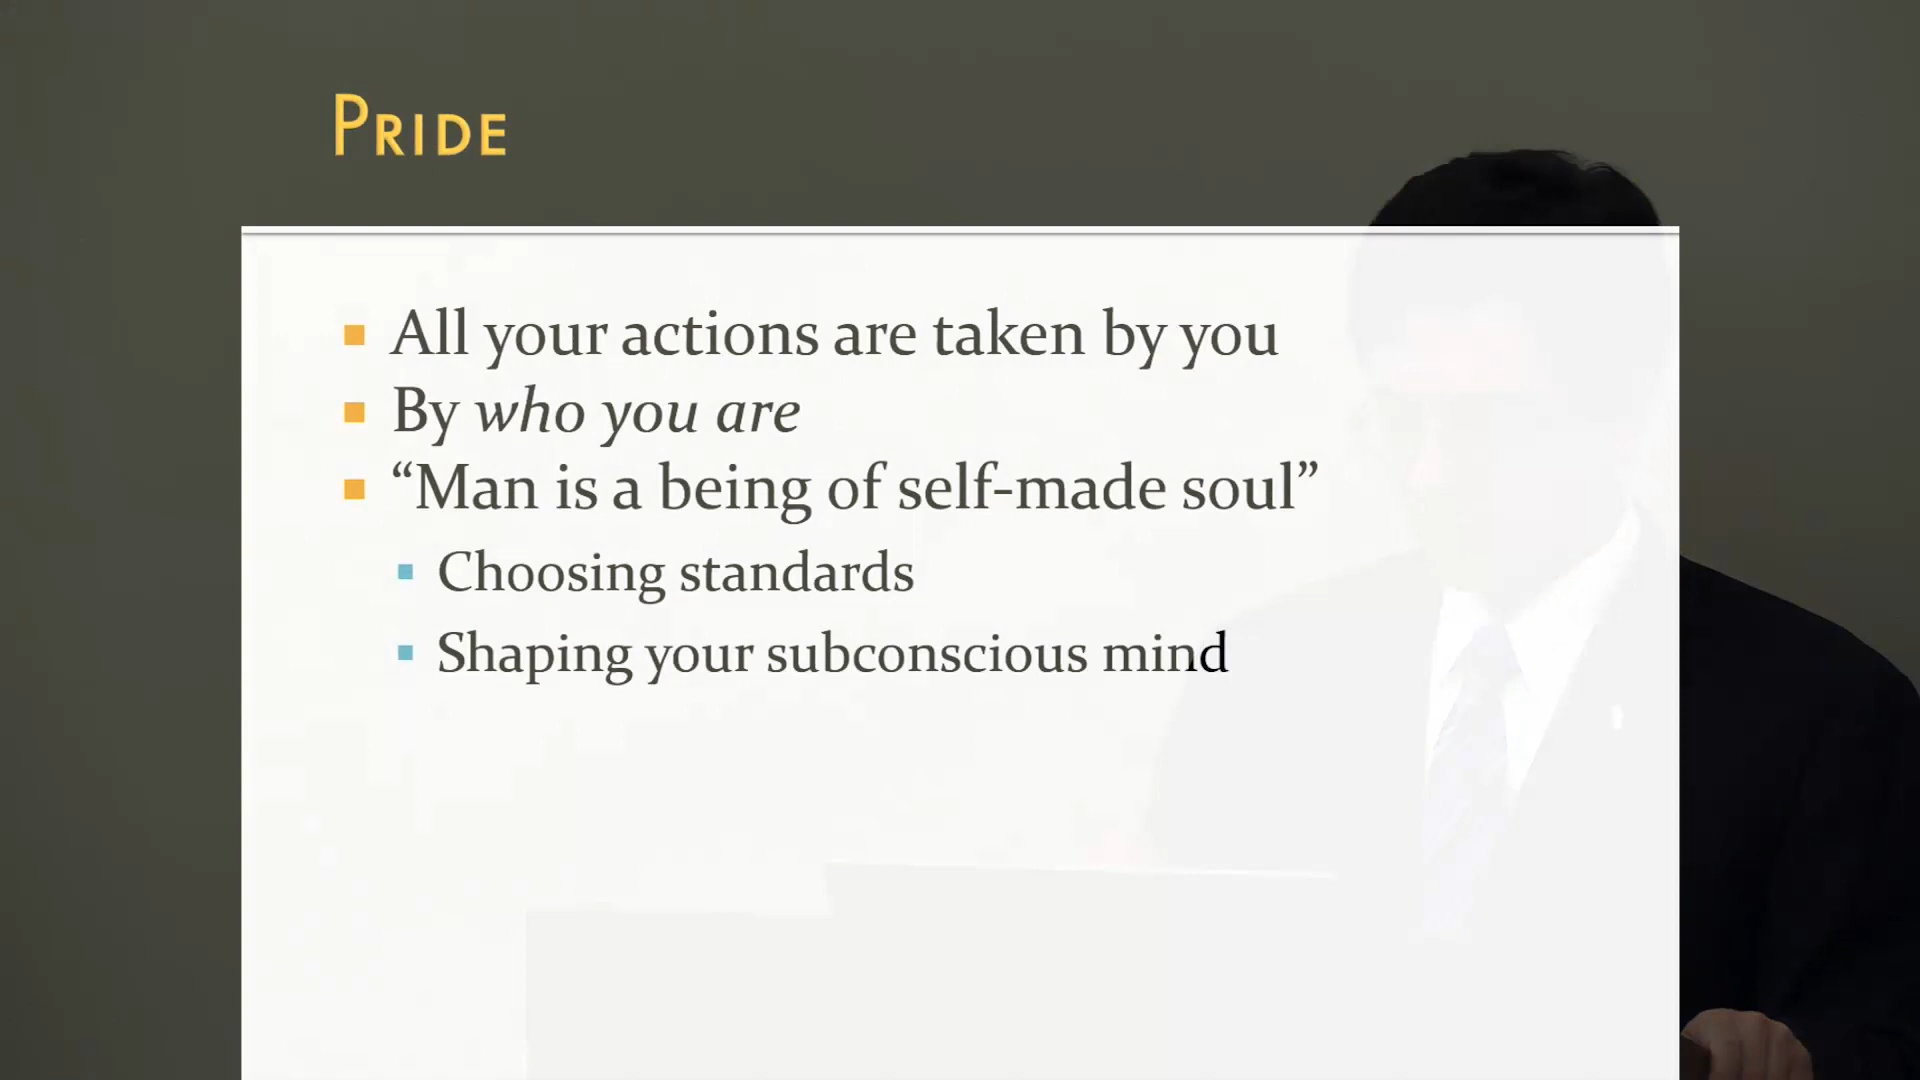 Pride
All your actions are taken by you
By who you are
“Man is a being of self-made soul”
Choosing standards
Shaping your subconscious mind